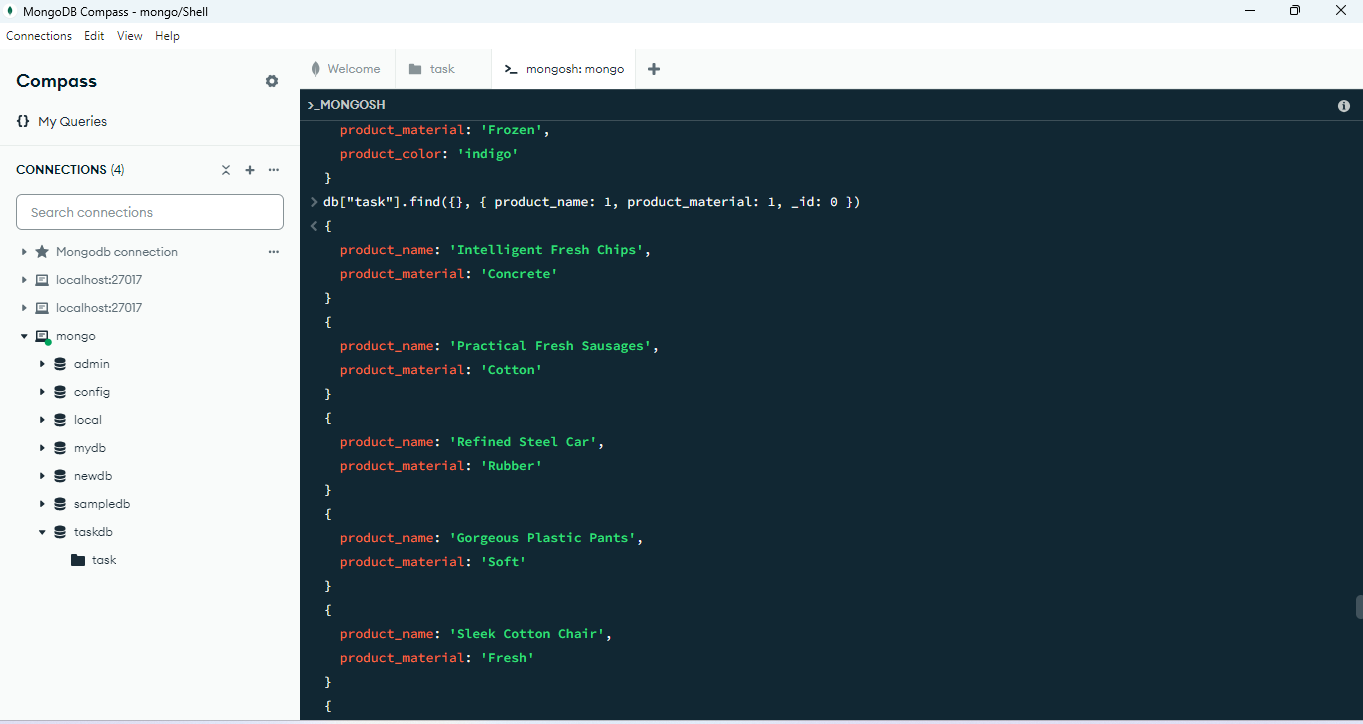 MongoDB Compass - mongo/Shell
Connections Edit View Help
Compass
{} My Queries
CONNECTIONS (4)
Search connections
Mongodb connection
localhost:27017
localhost:27017
mongo
admin
config
local
mydb
newdb
sampledb
taskdb
task
Welcome task >_ mongosh: mongo
>_MONGOSH
product_material: 'Frozen',
product_color: 'indigo'
}
> db["task"].find({}, { product_name: 1, product_material: 1, _id: 0 })
< {
product_name: 'Intelligent Fresh Chips',
product_material: 'Concrete'
}
{
product_name: 'Practical Fresh Sausages',
product_material: 'Cotton'
}
{
product_name: 'Refined Steel Car',
product_material: 'Rubber'
}
{
product_name: 'Gorgeous Plastic Pants',
product_material: 'Soft'
}
{
product_name: 'Sleek Cotton Chair',
product_material: 'Fresh'
}
{